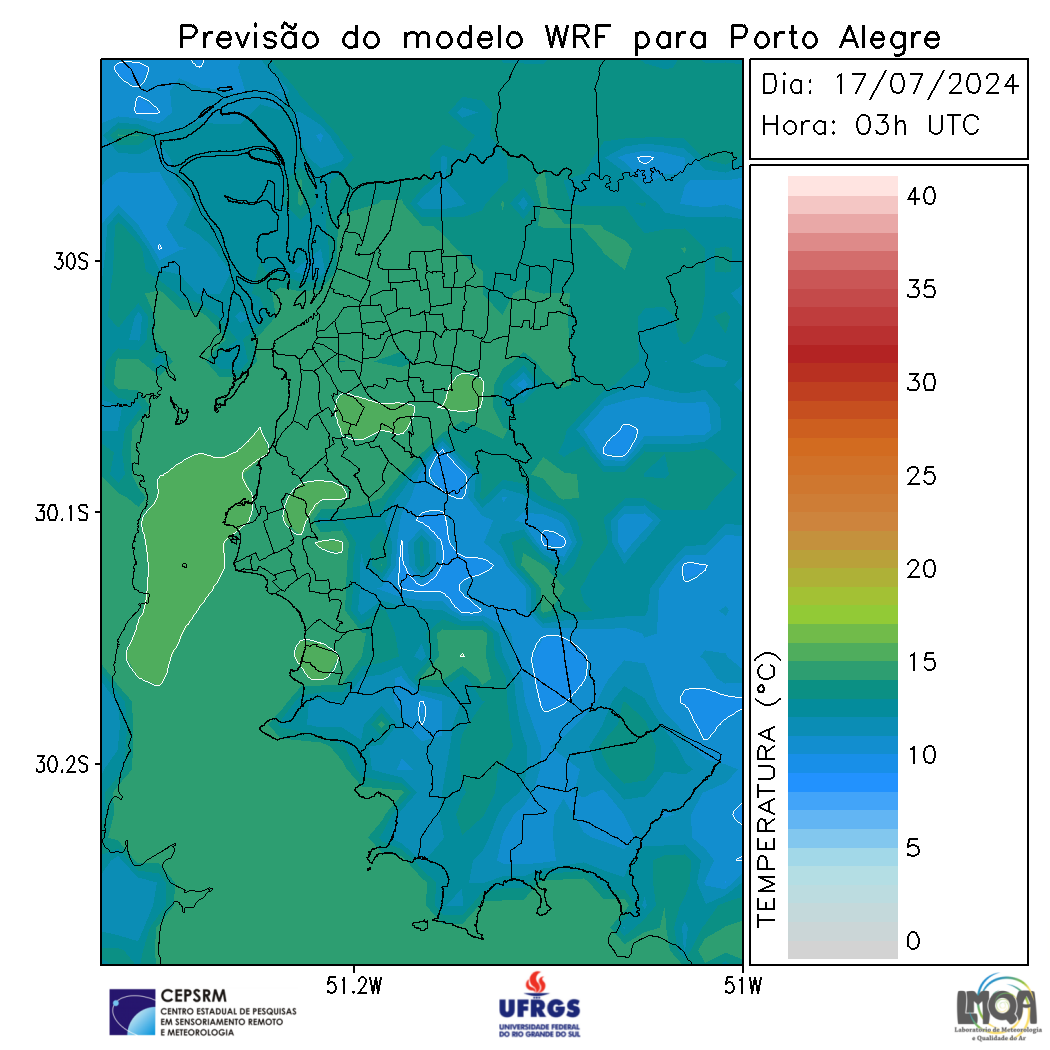 Previsão do modelo WRF para Porto Alegre
Dia: 17/07/2024
Hora: 03h UTC
30S
30.1S
30.2S
51.2W
51W
TEMPERATURA (°C)
40
35
30
25
20
15
10
5
0
CEPSRM
CENTRO ESTADUAL DE PESQUISAS
EM SENSORIAMENTO REMOTO
E METEOROLOGIA
UFRGS
UNIVERSIDADE FEDERAL
DO RIO GRANDE DO SUL
LMQA
Laboratório de Meteorologia
e Qualidade do Ar